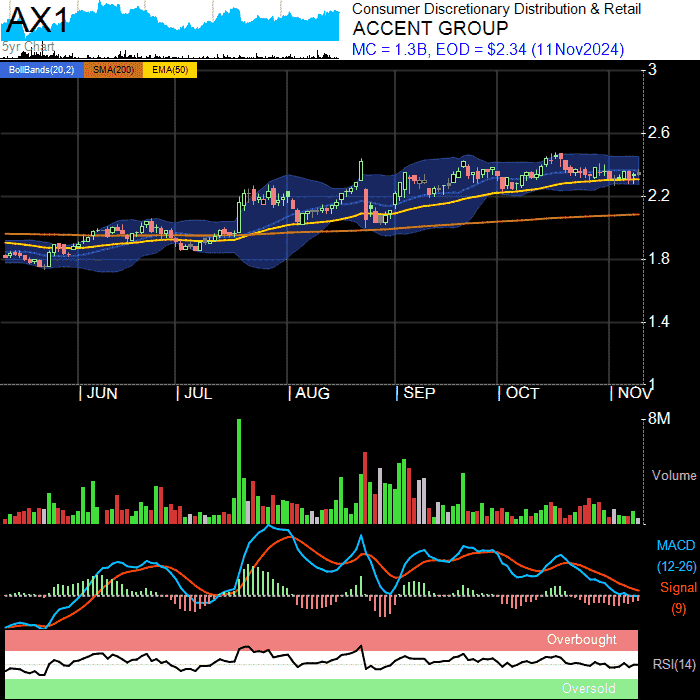 AX1
5yr Chart
Consumer Discretionary Distribution & Retail
ACCENT GROUP
MC = 1.3B, EOD = $2.34 (11Nov2024)
BollBands(20,2) SMA(200) EMA(50)
3
2.6
2.2
1.8
1.4
1
JUN JUL AUG SEP OCT NOV
8M
Volume
MACD
(12-26)
Signal
(9)
Overbought
RSI(14)
Oversold